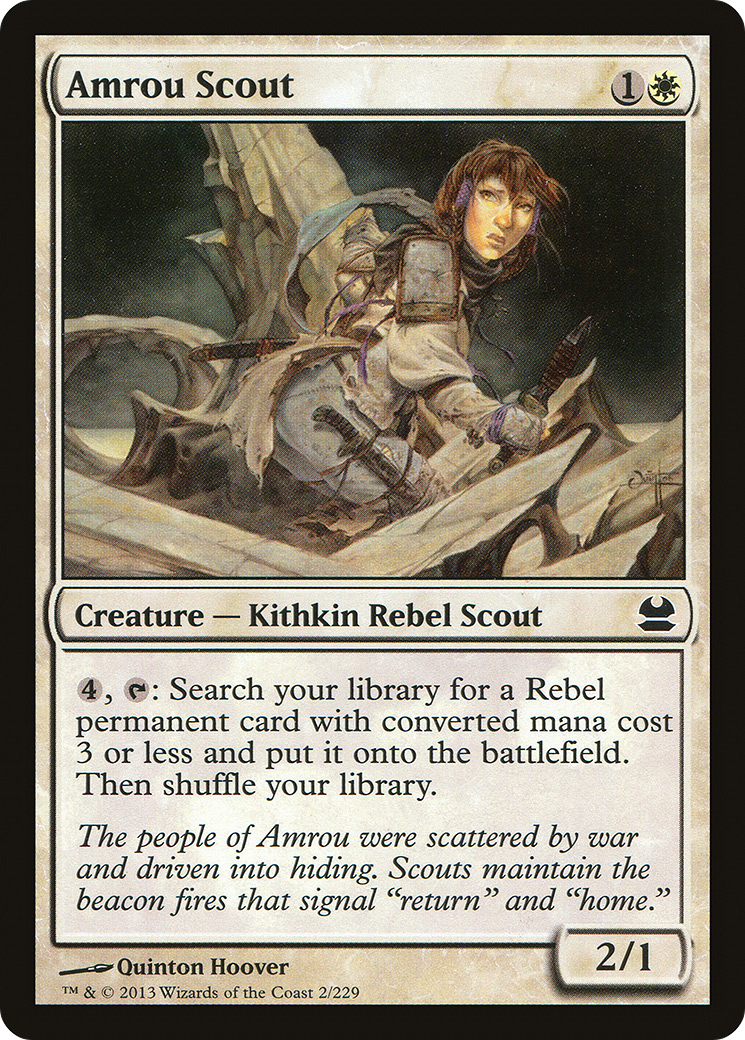 Amrou Scout 1
Creature — Kithkin Rebel Scout
4, : Search your library for a Rebel
permanent card with converted mana cost
3 or less and put it onto the battlefield.
Then shuffle your library.
The people of Amrou were scattered by war
and driven into hiding. Scouts maintain the
beacon fires that signal “return” and “home.”
2/1
Quinton Hoover
™ & © 2013 Wizards of the Coast 2/229